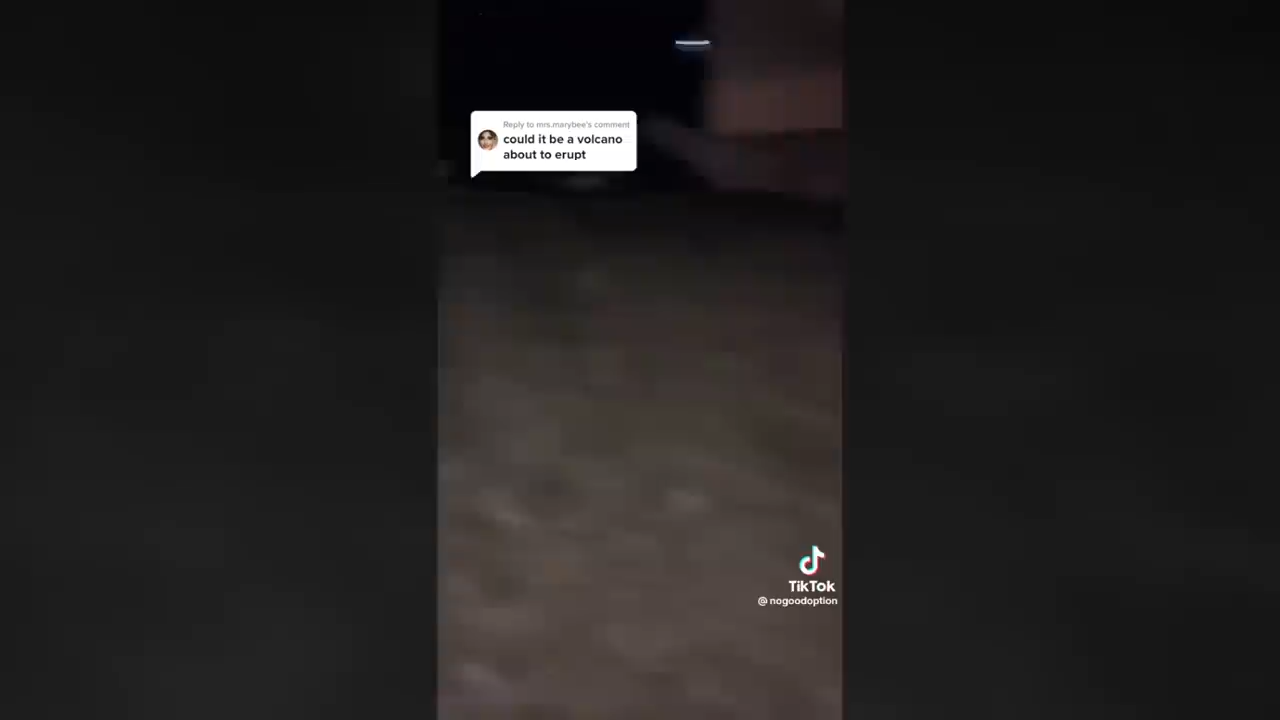 Reply to mrs.marybee's comment
could it be a volcano
about to erupt
TikTok
@nogoodoption